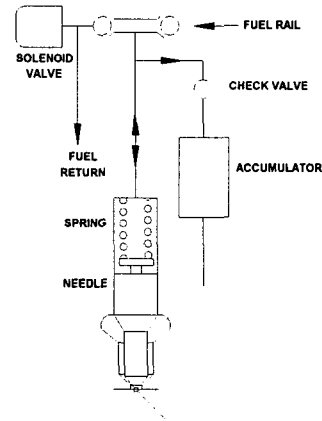 FUEL RAIL
SOLENOID
VALVE
CHECK VALVE
FUEL
RETURN
ACCUMULATOR
SPRING
NEEDLE